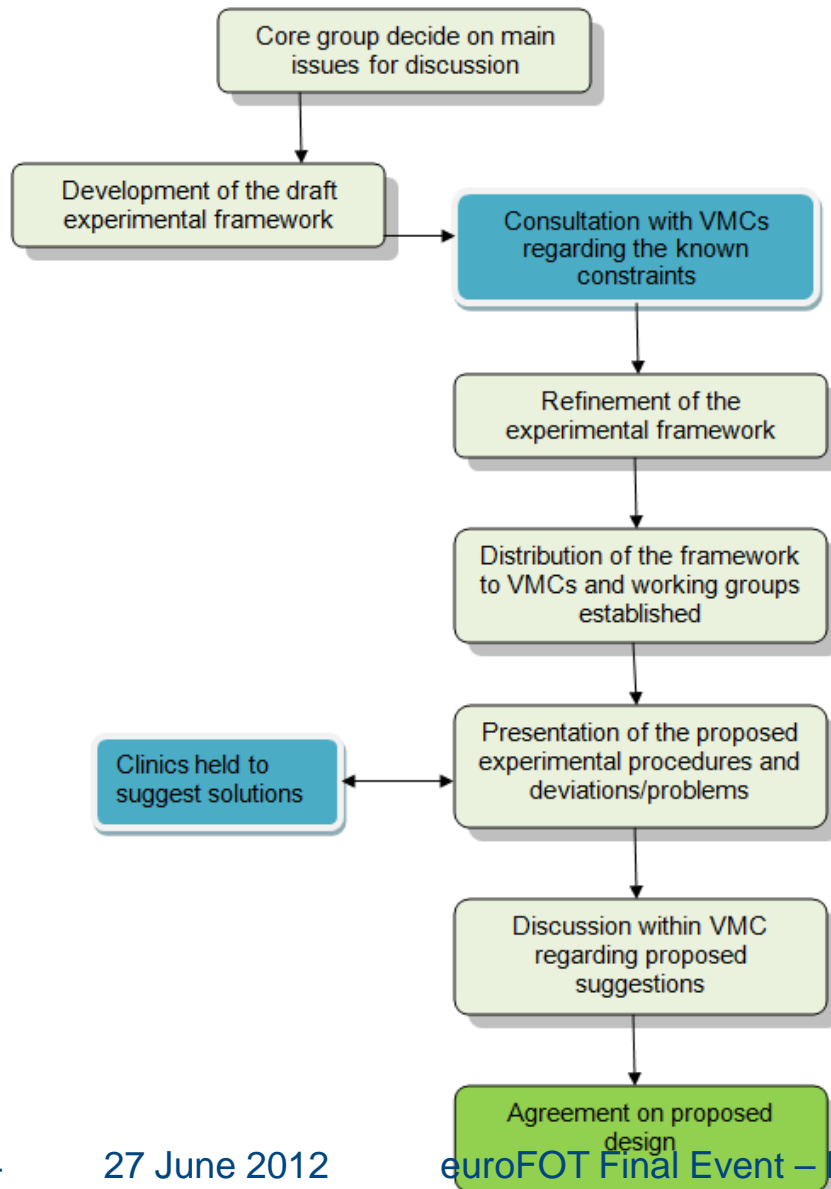 Core group decide on main
issues for discussion
Development of the draft
experimental framework
Consultation with VMCs
regarding the known
constraints
Refinement of the
experimental framework
Distribution of the framework
to VMCs and working groups
established
Presentation of the proposed
experimental procedures and
deviations/problems
Clinics held to
suggest solutions
Discussion within VMC
regarding proposed
suggestions
Agreement on proposed
design
27 June 2012 euroFOT Final Event –